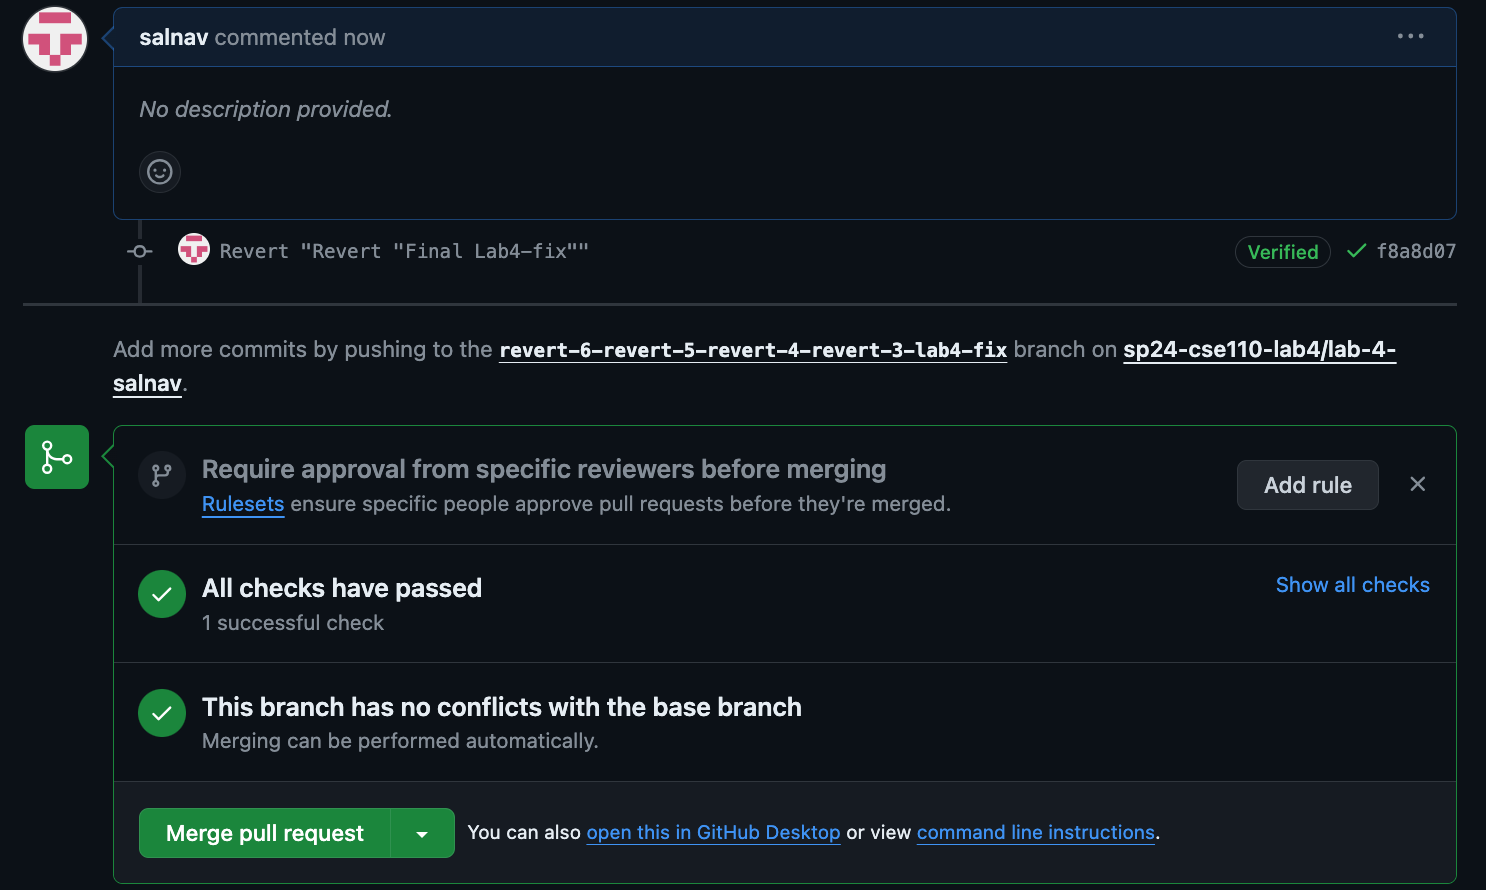 salnav commented now
No description provided.
Revert "Revert "Final Lab4-fix"" Verified f8a8d07
Add more commits by pushing to the revert-6-revert-5-revert-4-revert-3-lab4-fix branch on sp24-cse110-lab4/lab-4-
salnav.
Require approval from specific reviewers before merging
Rulesets ensure specific people approve pull requests before they're merged.
Add rule
All checks have passed
1 successful check
Show all checks
This branch has no conflicts with the base branch
Merging can be performed automatically.
Merge pull request
You can also open this in GitHub Desktop or view command line instructions.